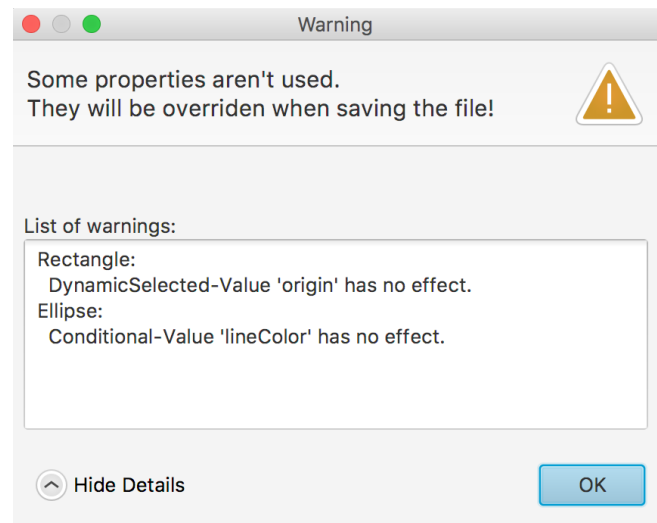 Warning
Some properties aren't used.
They will be overriden when saving the file!
List of warnings:
Rectangle:
DynamicSelected-Value 'origin' has no effect.
Ellipse:
Conditional-Value 'lineColor' has no effect.
Hide Details
OK